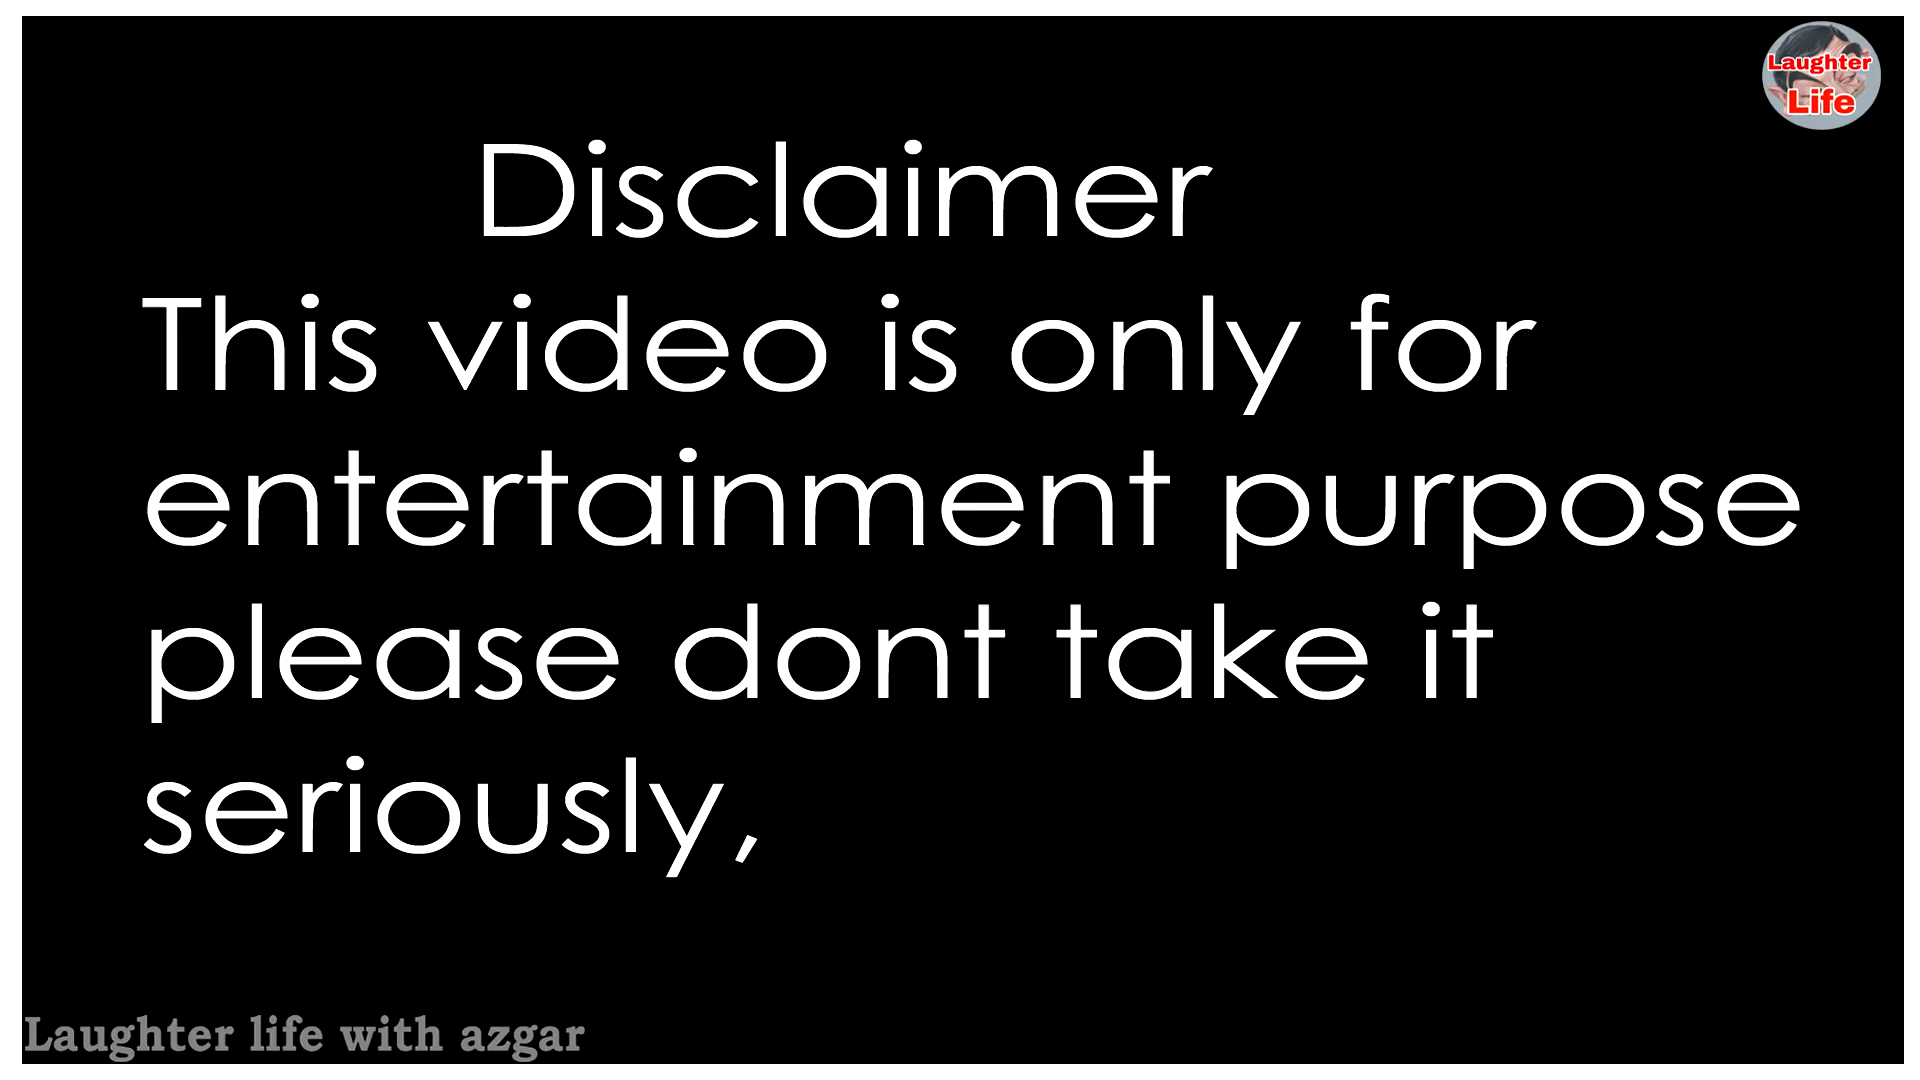 Laughter
Life
Disclaimer
This video is only for
entertainment purpose
please dont take it
seriously,
Laughter life with azgar